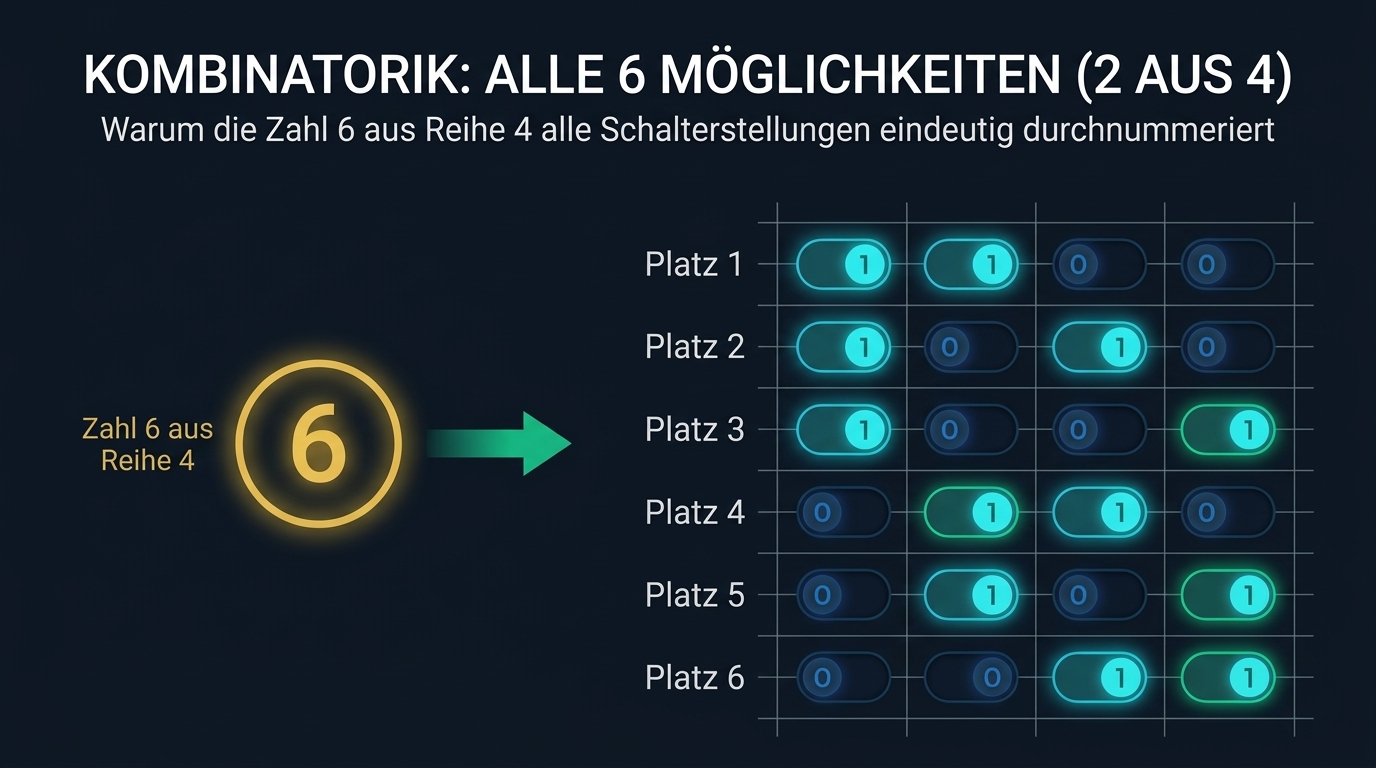 KOMBINATORIK: ALLE 6 MÖGLICHKEITEN (2 AUS 4)
Warum die Zahl 6 aus Reihe 4 alle Schalterstellungen eindeutig durchnummeriert
Zahl 6 aus
Reihe 4
6
Platz 1 1 1 0 0
Platz 2 1 0 1 0
Platz 3 1 0 0 1
Platz 4 0 1 1 0
Platz 5 0 1 0 1
Platz 6 0 0 1 1